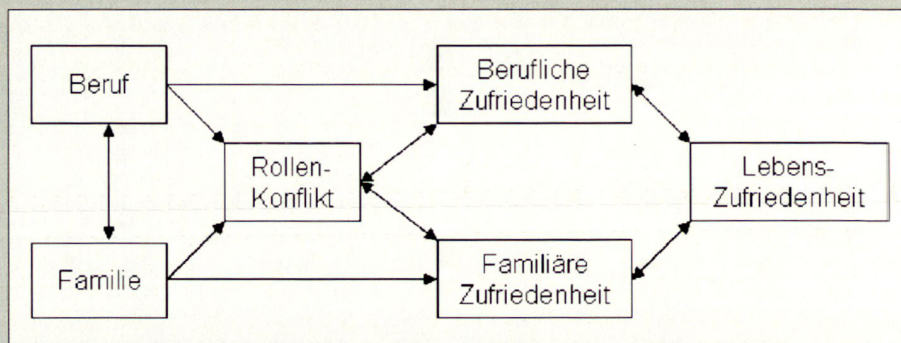 Beruf
Berufliche
Zufriedenheit
Rollen-
Konflikt
Lebens-
Zufriedenheit
Familie
Familiäre
Zufriedenheit